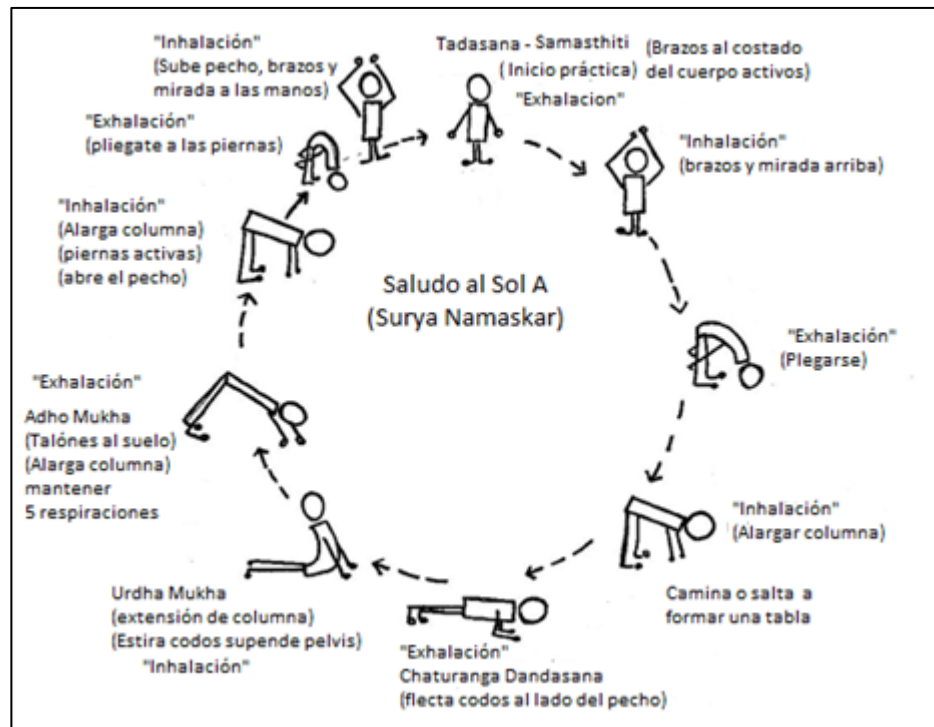 Tadasana - Samasthiti
( Inicio práctica)
"Exhalacion"
(Brazos al costado
del cuerpo activos)
"Inhalación"
(brazos y mirada arriba)
"Exhalación"
(Plegarse)
"Inhalación"
(Alargar columna)
Camina o salta a
formar una tabla
"Exhalación"
Chaturanga Dandasana
(flecta codos al lado del pecho)
Urdha Mukha
(extensión de columna)
(Estira codos supende pelvis)
"Inhalación"
"Exhalación"
Adho Mukha
(Talónes al suelo)
(Alarga columna)
mantener
5 respiraciones
"Inhalación"
(Alarga columna)
(piernas activas)
(abre el pecho)
"Exhalación"
(pliegate a las piernas)
"Inhalación"
(Sube pecho, brazos y
mirada a las manos)
Saludo al Sol A
(Surya Namaskar)